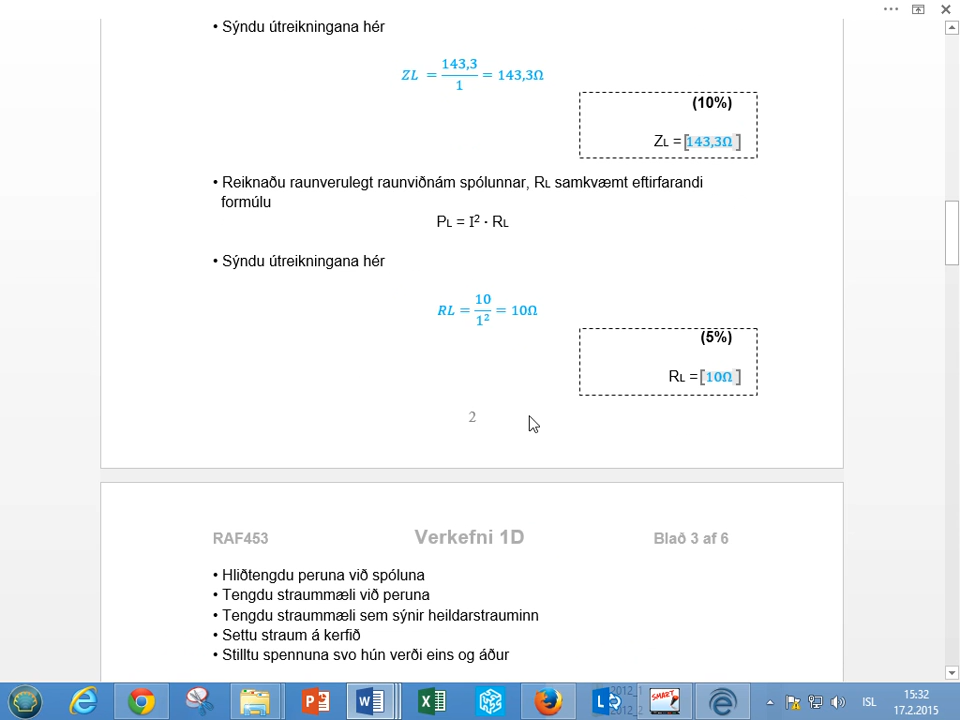 • Sýndu útreikningana hér
ZL = 143,3/1 = 143,3Ω
(10%)
ZL = [143,3Ω ]
• Reiknaðu raunverulegt raunviðnám spólunnar, RL samkvæmt eftirfarandi
formúlu
PL = I² · RL
• Sýndu útreikningana hér
RL = 10/1² = 10Ω
(5%)
RL = [10Ω ]
2
RAF453 Verkefni 1D Blað 3 af 6
• Hliðtengdu peruna við spóluna
• Tengdu straummæli við peruna
• Tengdu straummæli sem sýnir heildarstrauminn
• Settu straum á kerfið
• Stilltu spennuna svo hún verði eins og áður
2012_1
2012_2
SMART
ISL
15:32
17.2.2015